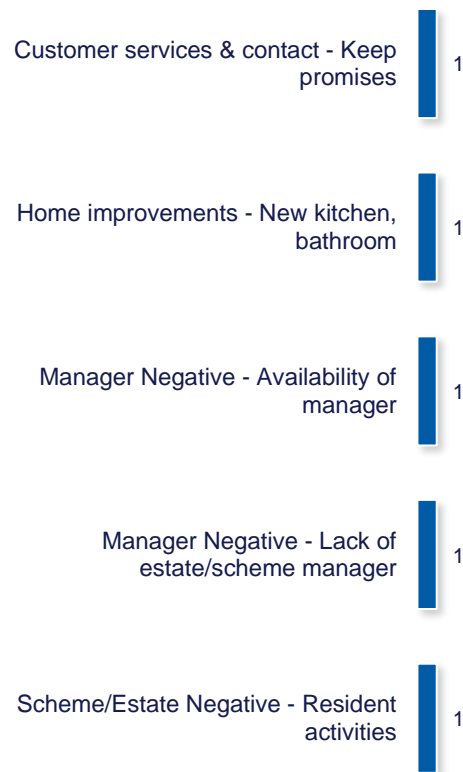 Customer services & contact - Keep
promises
1
Home improvements - New kitchen,
bathroom
1
Manager Negative - Availability of
manager
1
Manager Negative - Lack of
estate/scheme manager
1
Scheme/Estate Negative - Resident
activities
1